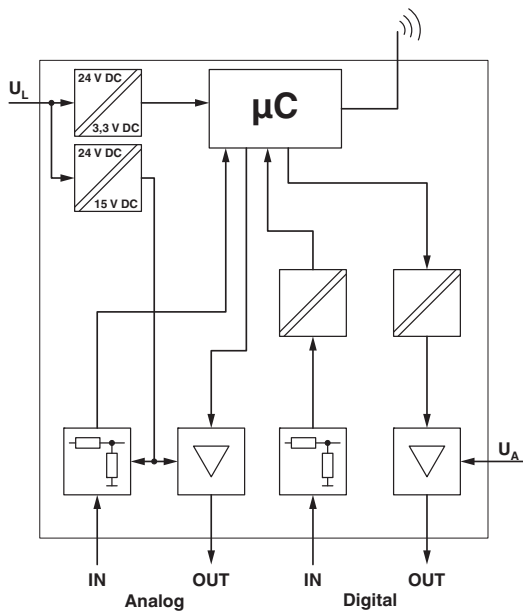 U_L
24 V DC
3,3 V DC
µC
24 V DC
15 V DC
U_A
IN
OUT
IN
OUT
Analog
Digital